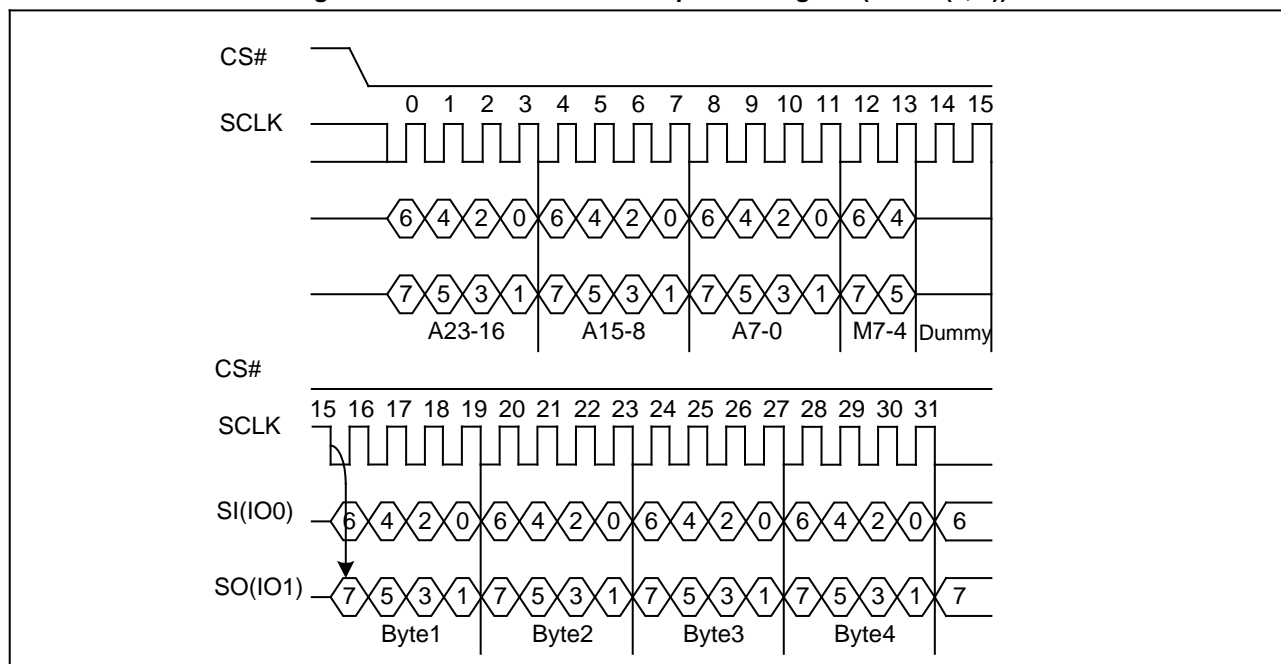 CS#
0 1 2 3 4 5 6 7 8 9 10 11 12 13 14 15
SCLK
6 4 2 0 6 4 2 0 6 4 2 0 6 4
7 5 3 1 7 5 3 1 7 5 3 1 7 5
A23-16 A15-8 A7-0 M7-4 Dummy
CS#
15 16 17 18 19 20 21 22 23 24 25 26 27 28 29 30 31
SCLK
SI(IO0) 6 4 2 0 6 4 2 0 6 4 2 0 6 4 2 0 6
SO(IO1) 7 5 3 1 7 5 3 1 7 5 3 1 7 5 3 1 7
Byte1 Byte2 Byte3 Byte4